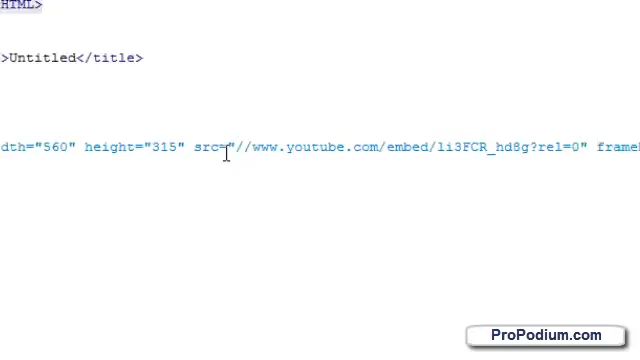 HTML>
>Untitled</title>
dth="560" height="315" src="//www.youtube.com/embed/li3FCR_hd8g?rel=0" frame
ProPodium.com